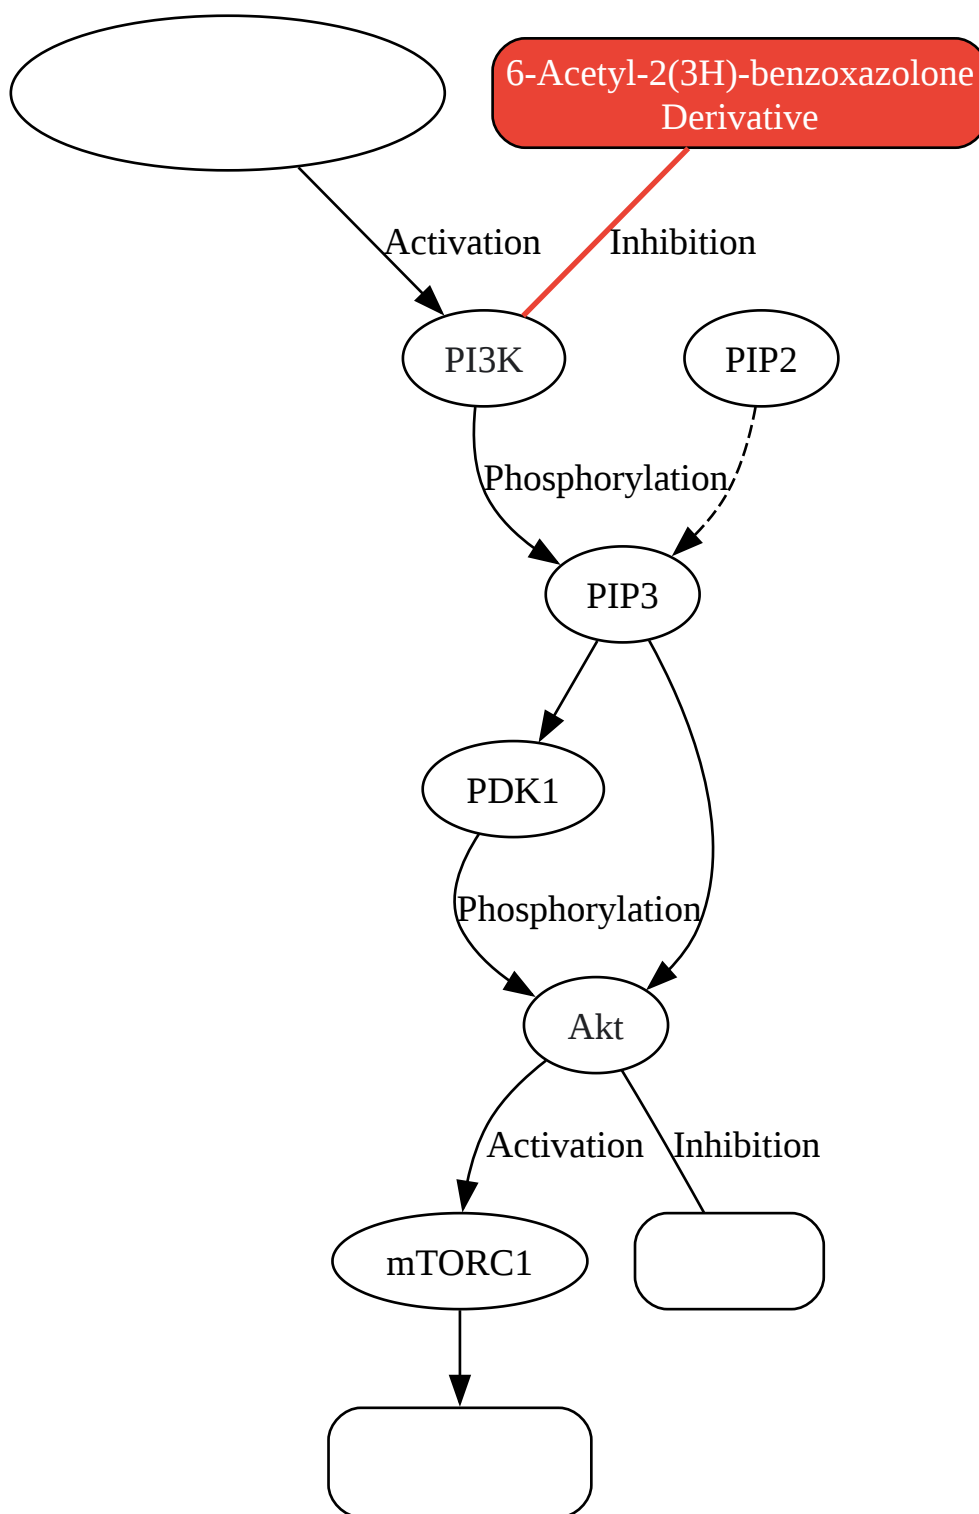 6-Acetyl-2(3H)-benzoxazolone
Derivative
Activation
Inhibition
PI3K
PIP2
Phosphorylation
PIP3
PDK1
Phosphorylation
Akt
Activation
Inhibition
mTORC1